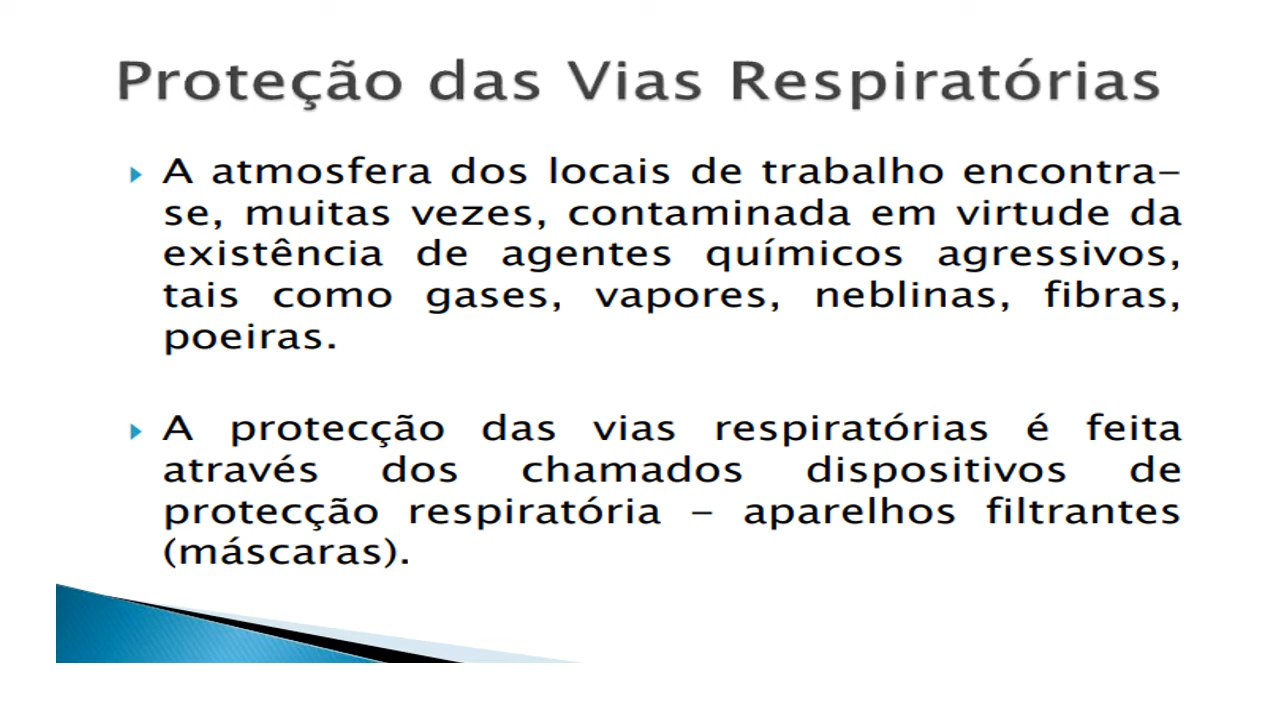 Proteção das Vias Respiratórias
A atmosfera dos locais de trabalho encontra-
se, muitas vezes, contaminada em virtude da
existência de agentes químicos agressivos,
tais como gases, vapores, neblinas, fibras,
poeiras.
A protecção das vias respiratórias é feita
através dos chamados dispositivos de
protecção respiratória – aparelhos filtrantes
(máscaras).